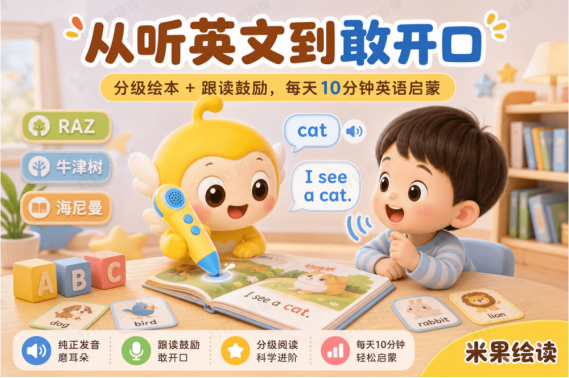 从听英文到敢开口
分级绘本 + 跟读鼓励，每天10分钟英语启蒙
RAZ
牛津树
海尼曼
cat
I see
a cat.
A B C
I see a cat.
dog
bird
rabbit
lion
纯正发音
磨耳朵
跟读鼓励
敢开口
分级阅读
科学进阶
每天10分钟
轻松启蒙
米果绘读